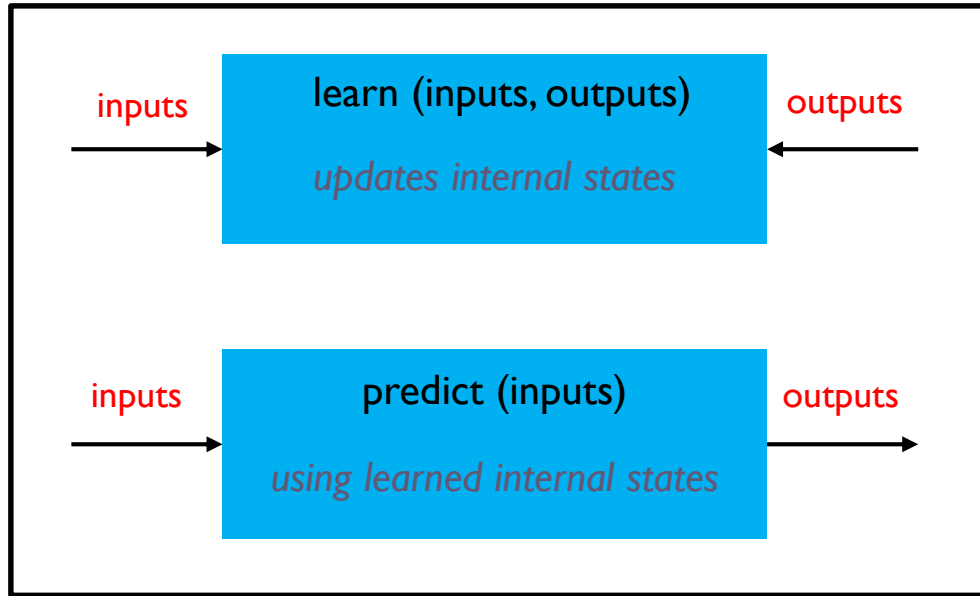 learn (inputs, outputs)
inputs
outputs
updates internal states
predict (inputs)
inputs
outputs
using learned internal states